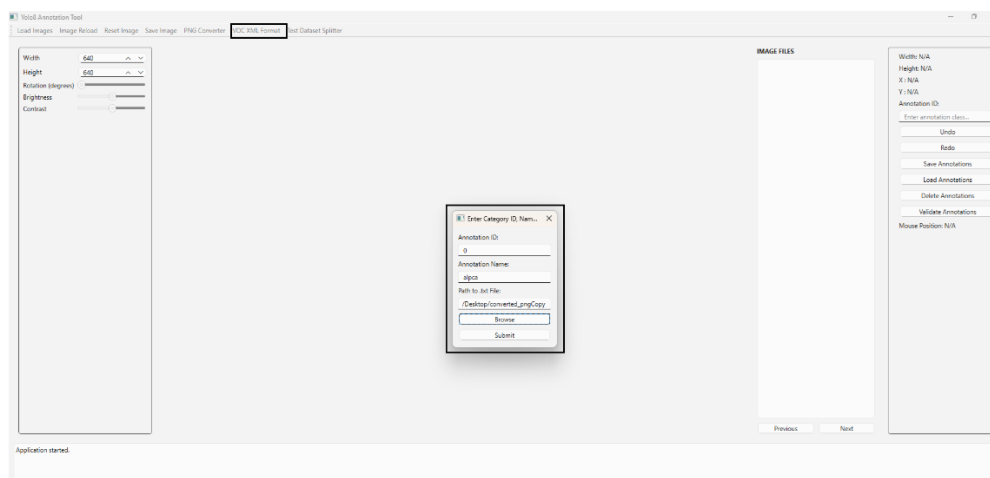 Yolo8 Annotation Tool
Load Images Image Reload Reset Image Save Image PNG Converter VOC XML Format Test Dataset Splitter
Width 640
Height 640
Rotation (degrees)
Brightness
Contrast
Enter Category ID, Nam...
Annotation ID:
0
Annotation Name:
alpca
Path to .txt File:
/Desktop/converted_pngCopy
Browse
Submit
IMAGE FILES
Previous Next
Width: N/A
Height: N/A
X : N/A
Y : N/A
Annotation ID:
Enter annotation class...
Undo
Redo
Save Annotations
Load Annotations
Delete Annotations
Validate Annotations
Mouse Position: N/A
Application started.